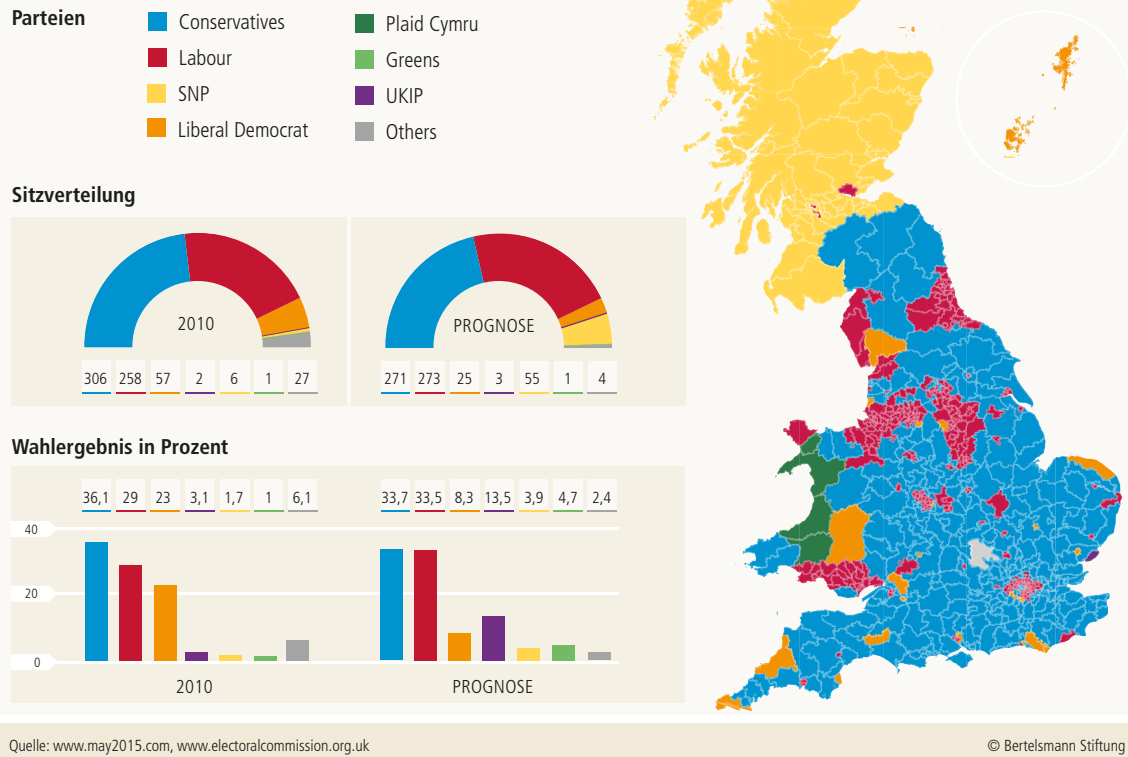 Parteien
Conservatives
Labour
SNP
Liberal Democrat
Plaid Cymru
Greens
UKIP
Others
Sitzverteilung
2010
306 258 57 2 6 1 27
PROGNOSE
271 273 25 3 55 1 4
Wahlergebnis in Prozent
36,1 29 23 3,1 1,7 1 6,1
33,7 33,5 8,3 13,5 3,9 4,7 2,4
40
20
0
2010
PROGNOSE
Quelle: www.may2015.com, www.electoralcommission.org.uk
© Bertelsmann Stiftung